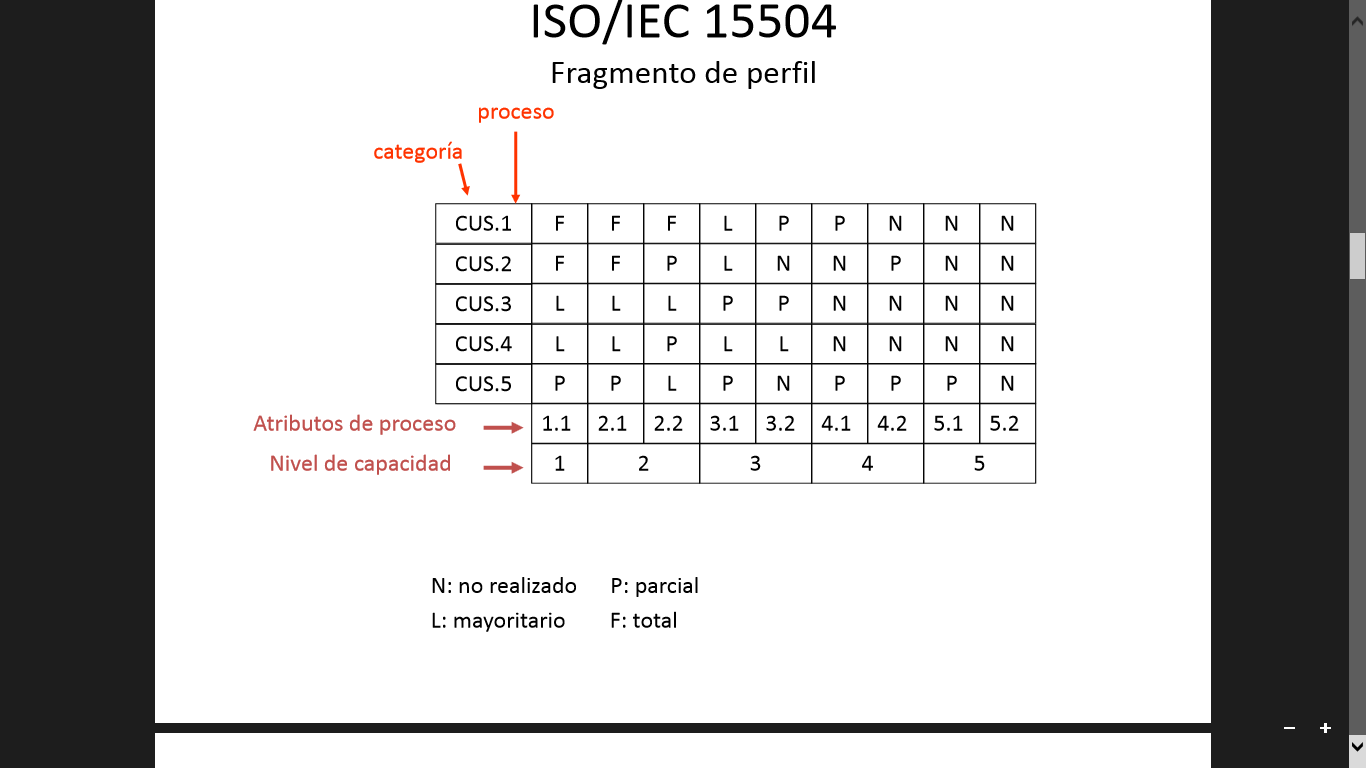 ISO/IEC 15504
Fragmento de perfil
proceso
categoría
CUS.1 F F F L P P N N N
CUS.2 F F P L N N P N N
CUS.3 L L L P P N N N N
CUS.4 L L P L L N N N N
CUS.5 P P L P N P P P N
Atributos de proceso 1.1 2.1 2.2 3.1 3.2 4.1 4.2 5.1 5.2
Nivel de capacidad 1 2 3 4 5
N: no realizado P: parcial
L: mayoritario F: total